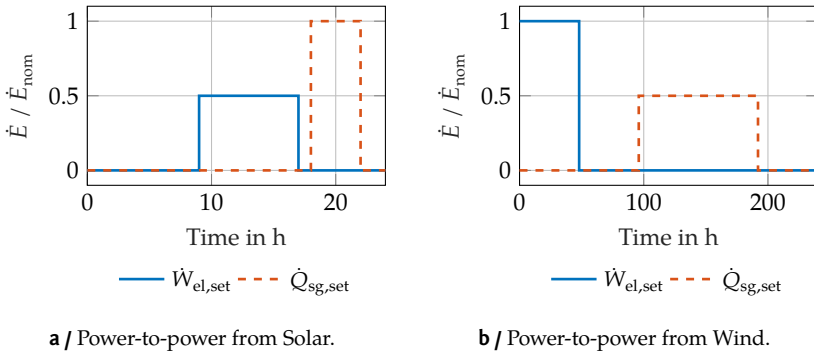 1
0.5
0
Ė / Ė_nom
0 10 20
Time in h
Ẇ_el,set Q̇_sg,set
a / Power-to-power from Solar.
1
0.5
0
Ė / Ė_nom
0 100 200
Time in h
Ẇ_el,set Q̇_sg,set
b / Power-to-power from Wind.